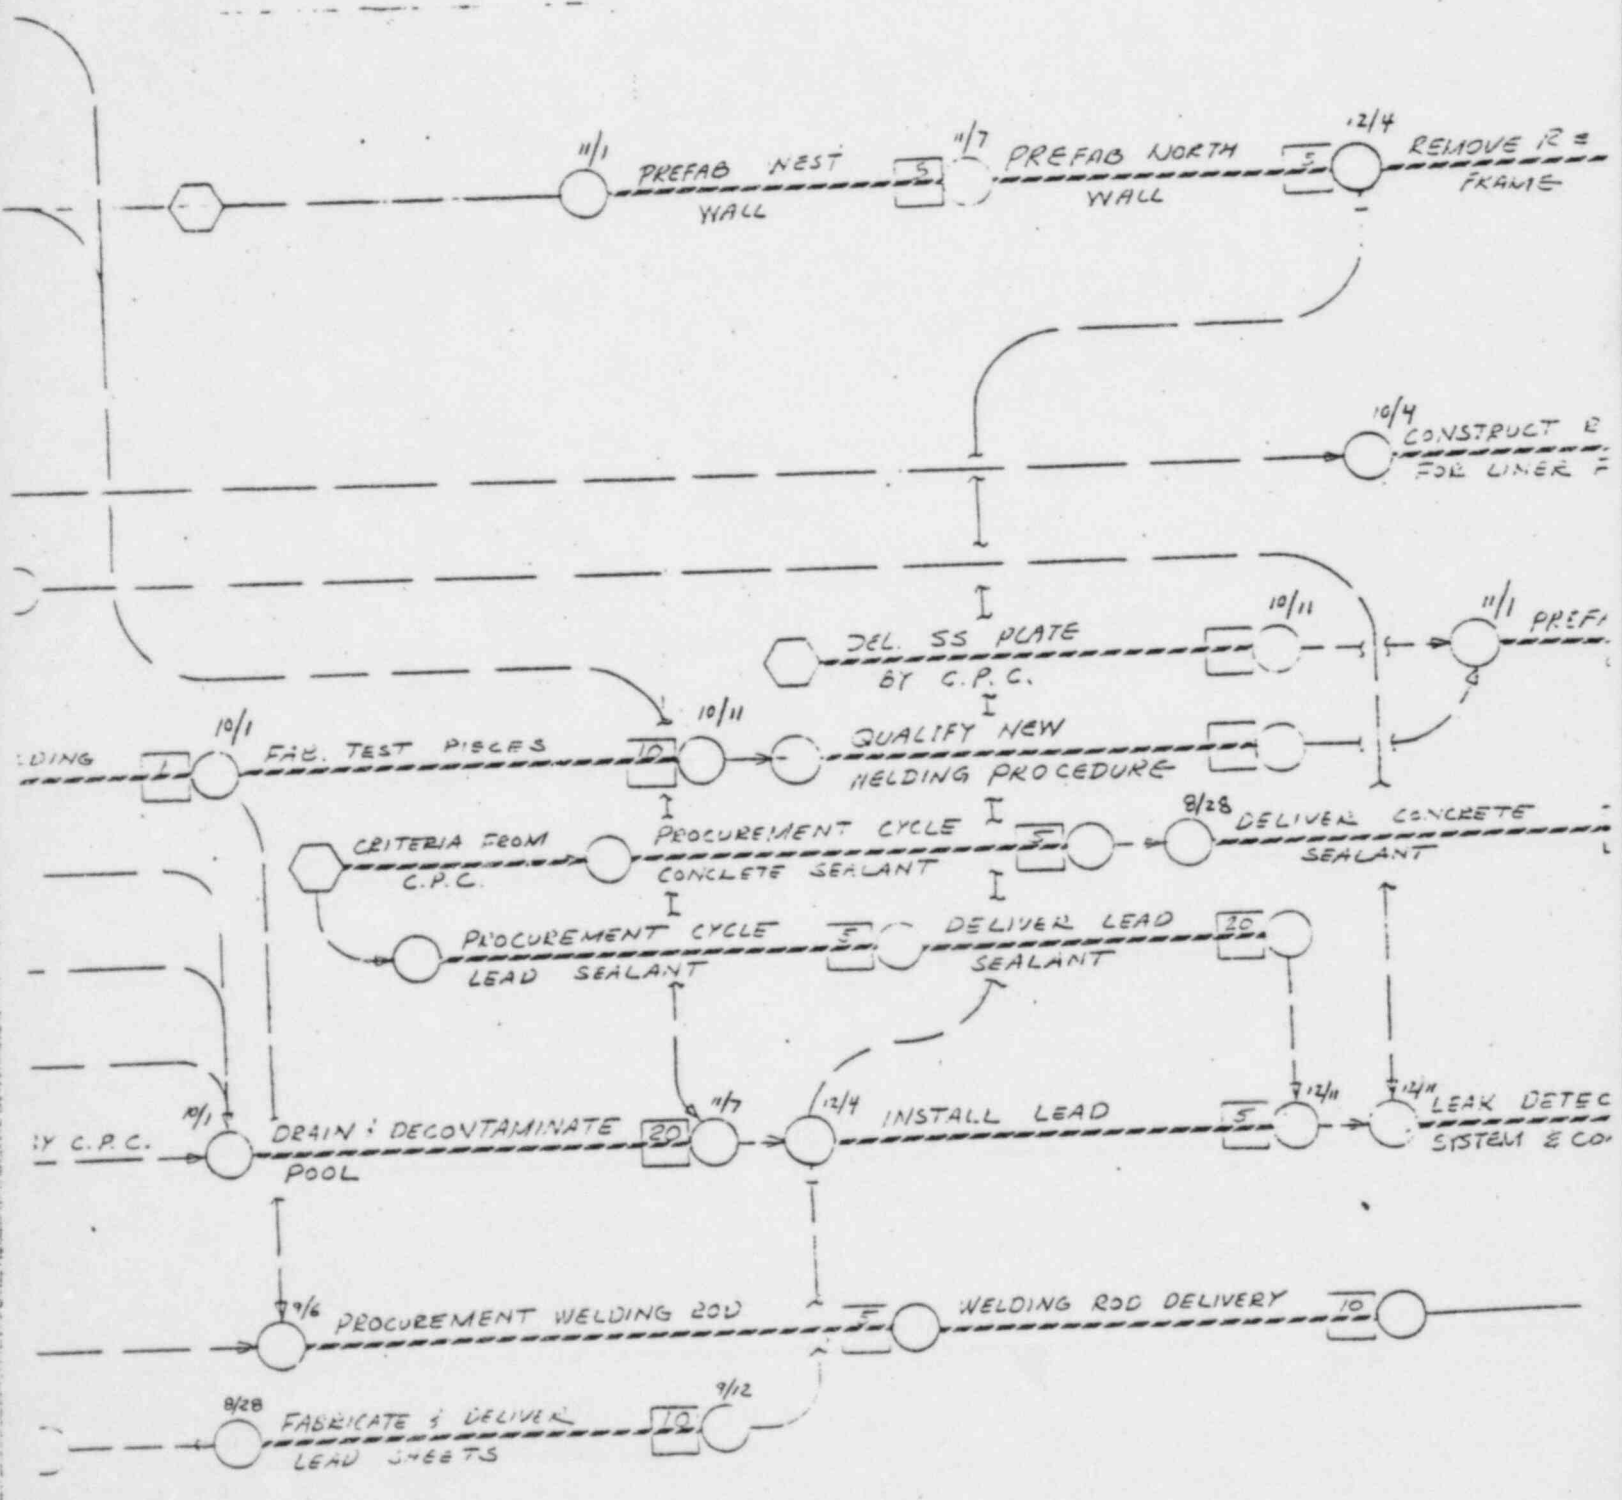 11/1
PREFAB WEST
WALL
5
11/7
PREFAB NORTH
WALL
5
12/4
REMOVE R
FRAME
10/4
CONSTRUCT
FOR LINER F
DEL. SS PLATE
BY C.P.C.
10/11
11/1
PREFA
LDING
1
10/1
FAB. TEST PIECES
10
10/11
QUALIFY NEW
WELDING PROCEDURE
CRITERIA FROM
C.P.C.
PROCUREMENT CYCLE
CONCLETE SEALANT
5
8/28
DELIVER CONCRETE
SEALANT
PROCUREMENT CYCLE
LEAD SEALANT
5
DELIVER LEAD
SEALANT
20
BY C.P.C.
10/1
DRAIN & DECONTAMINATE
POOL
20
11/7
12/4
INSTALL LEAD
5
12/11
12/11
LEAK DETEC
SYSTEM & CO
9/6
PROCUREMENT WELDING ROD
5
WELDING ROD DELIVERY
10
8/28
FABRICATE & DELIVER
LEAD SHEETS
10
9/12